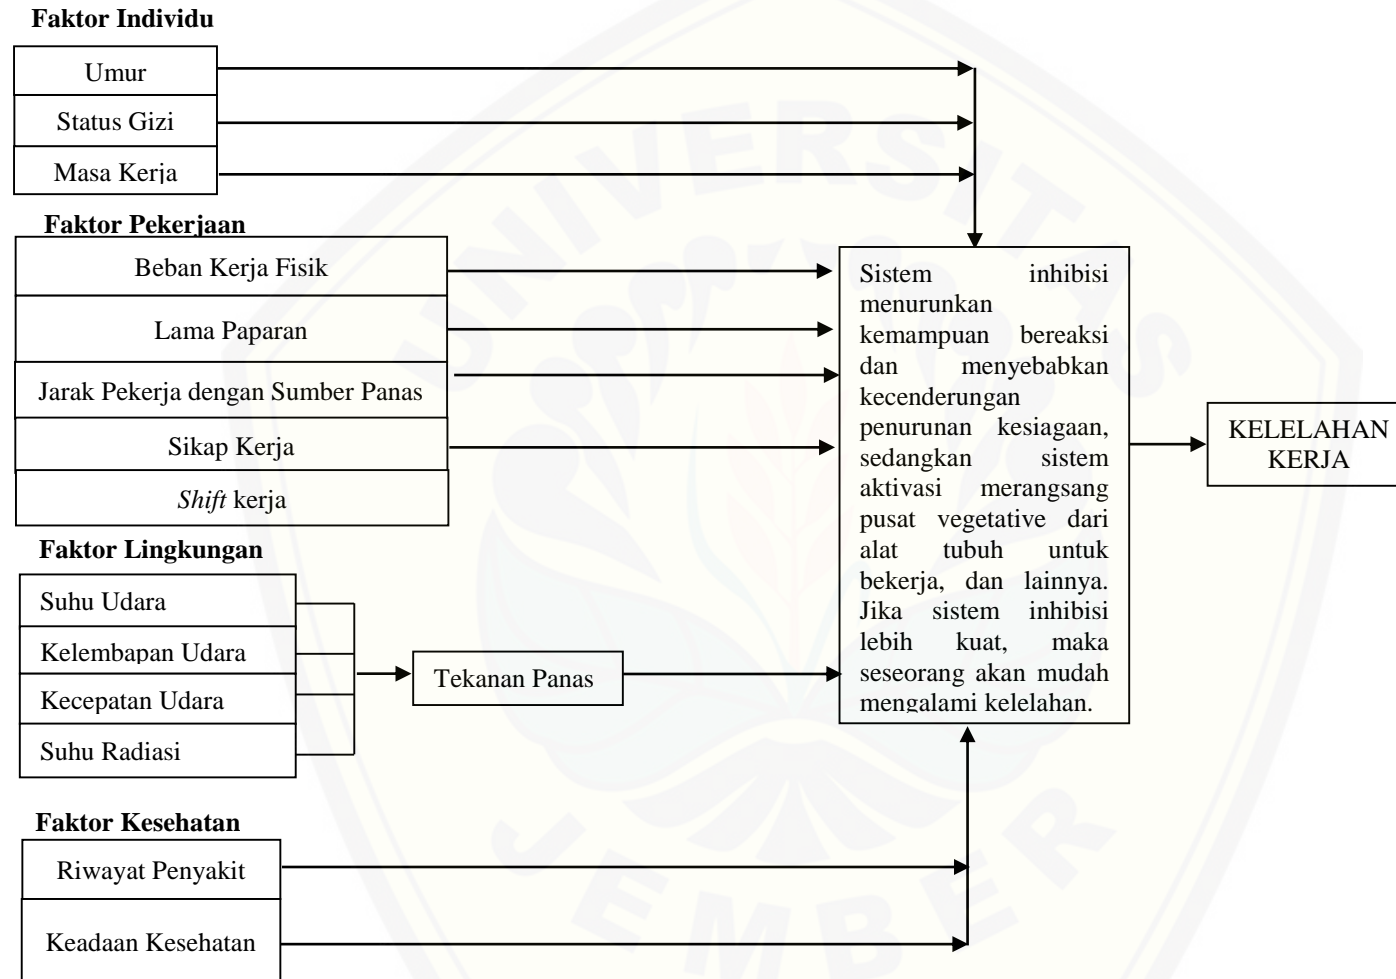 Faktor Individu
Umur
Status Gizi
Masa Kerja
Faktor Pekerjaan
Beban Kerja Fisik
Lama Paparan
Jarak Pekerja dengan Sumber Panas
Sikap Kerja
Shift kerja
Faktor Lingkungan
Suhu Udara
Kelembapan Udara
Kecepatan Udara
Suhu Radiasi
Tekanan Panas
Faktor Kesehatan
Riwayat Penyakit
Keadaan Kesehatan
Sistem inhibisi
menurunkan
kemampuan bereaksi
dan menyebabkan
kecenderungan
penurunan kesiagaan,
sedangkan sistem
aktivasi merangsang
pusat vegetative dari
alat tubuh untuk
bekerja, dan lainnya.
Jika sistem inhibisi
lebih kuat, maka
seseorang akan mudah
mengalami kelelahan.
KELELAHAN
KERJA
UNIVERSITAS
JEMBER